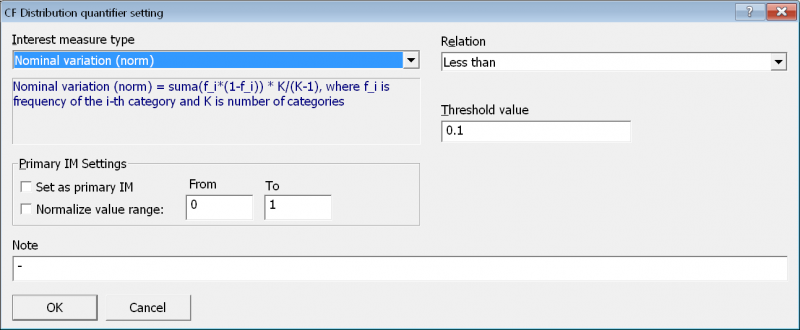 CF Distribution quantifier setting
Interest measure type
Nominal variation (norm)
Nominal variation (norm) = suma(f_i*(1-f_i)) * K/(K-1), where f_i is
frequency of the i-th category and K is number of categories
Relation
Less than
Threshold value
0.1
Primary IM Settings
Set as primary IM
From
To
Normalize value range:
0
1
Note
-
OK
Cancel